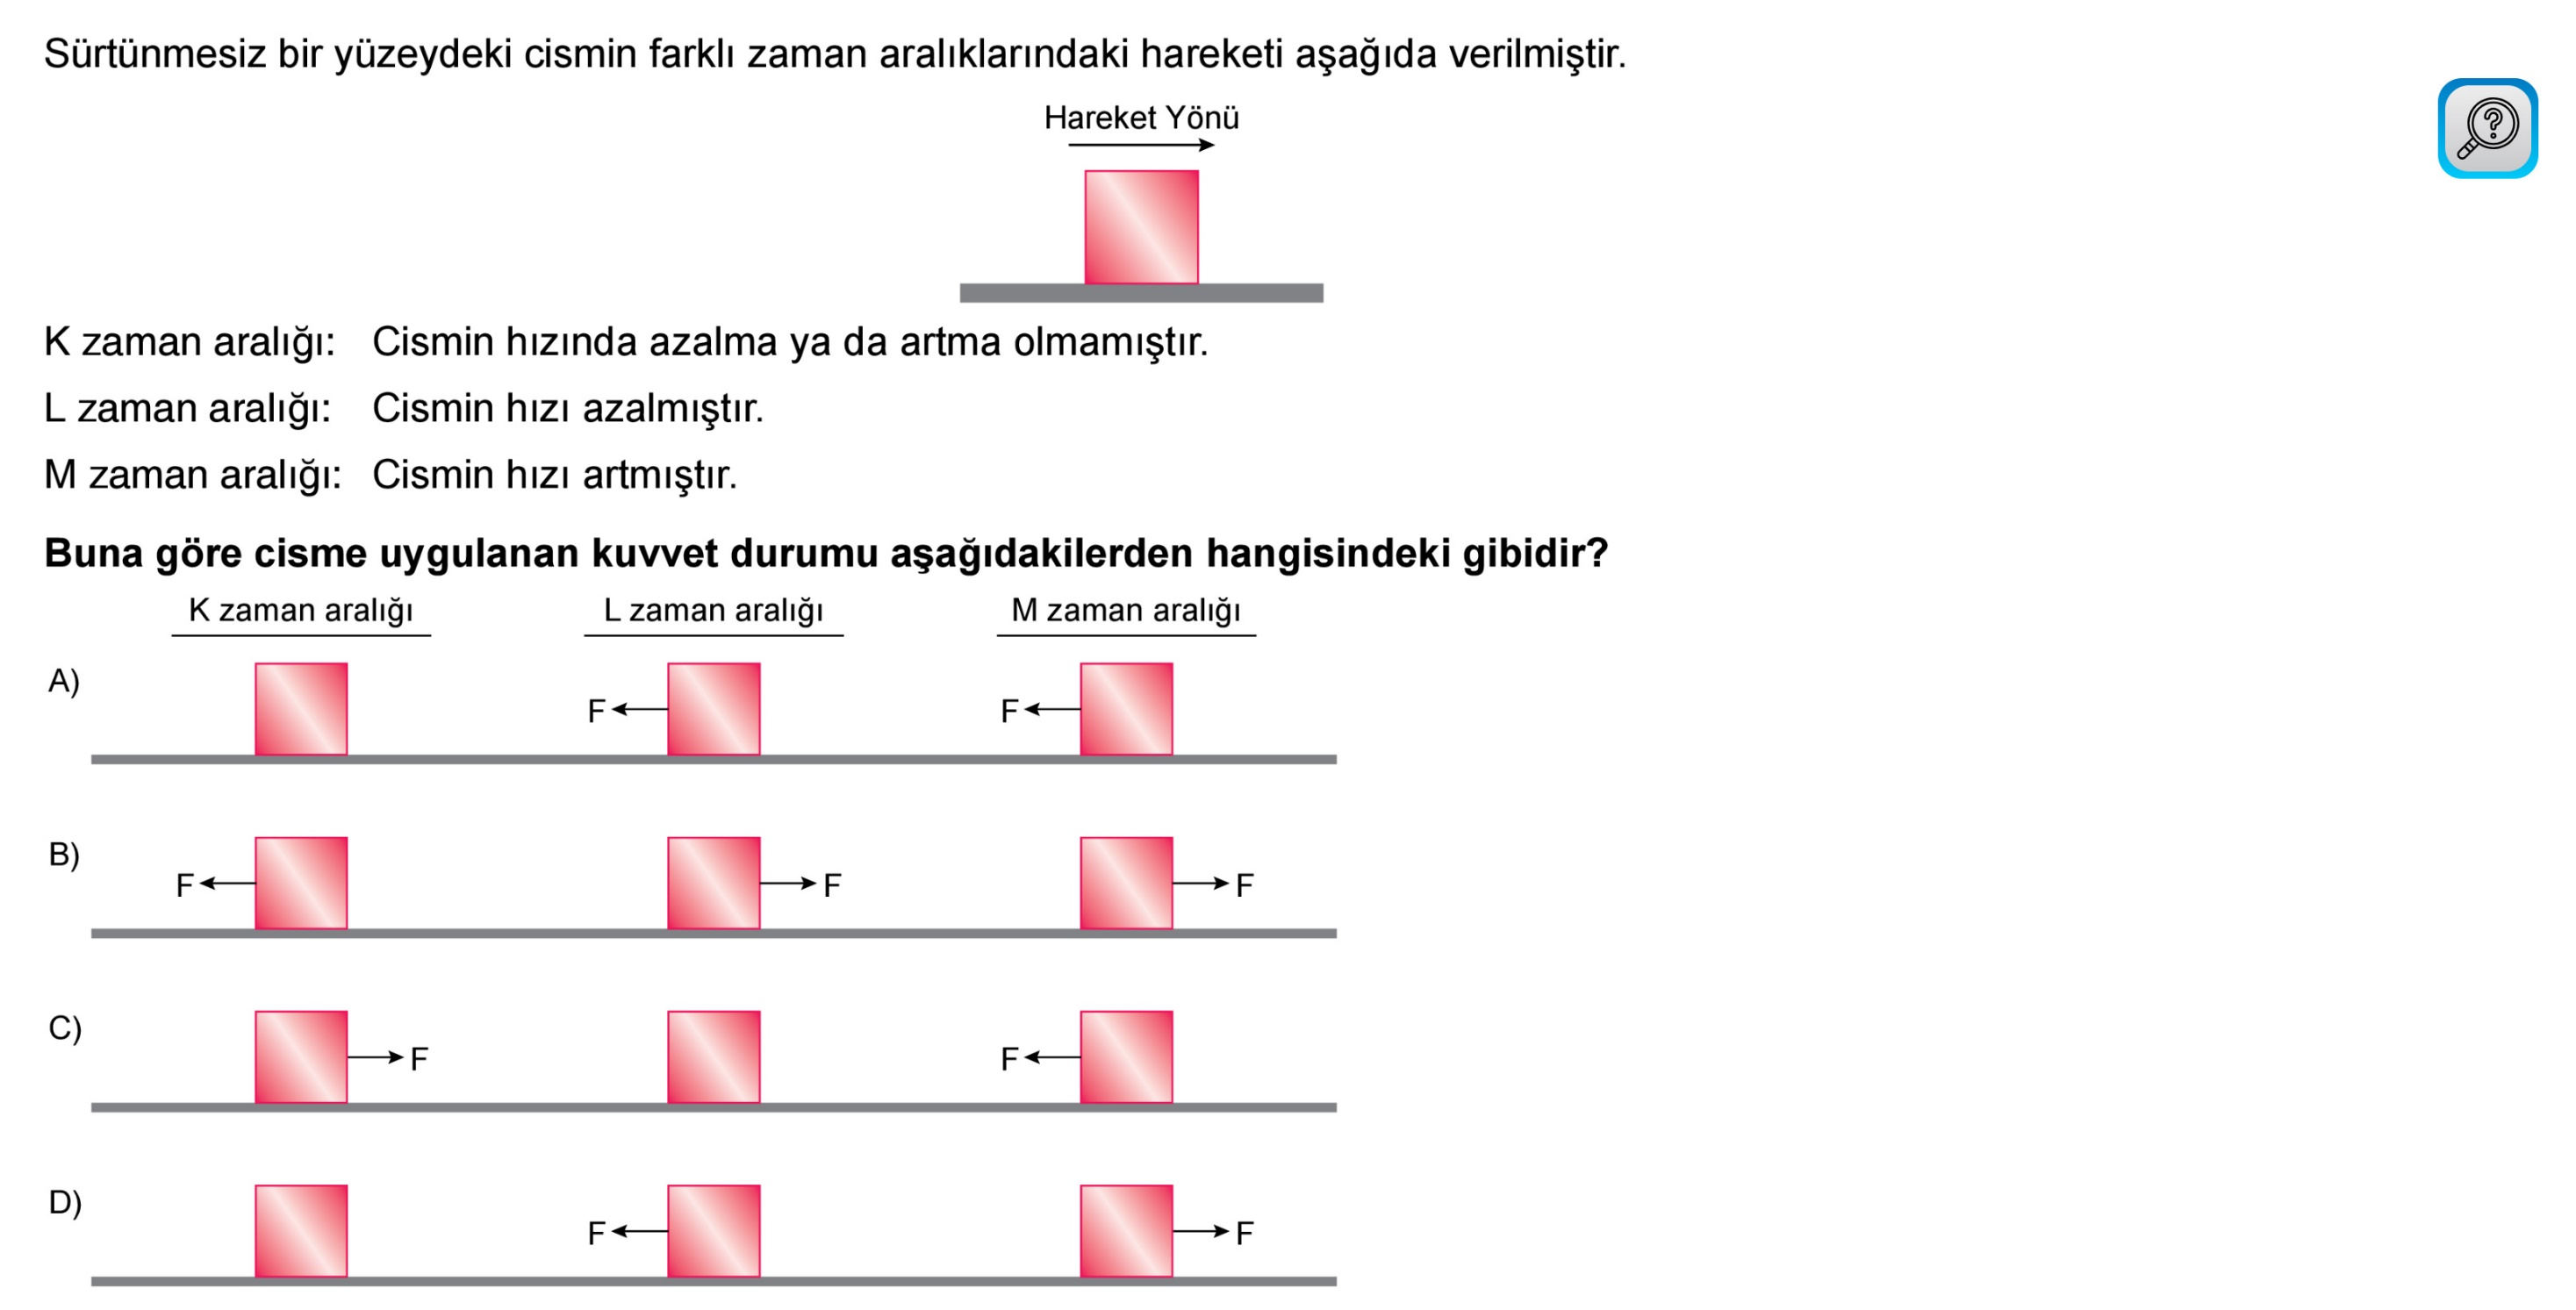 Sürtünmesiz bir yüzeydeki cismin farklı zaman aralıklarındaki hareketi aşağıda verilmiştir.
Hareket Yönü
?
K zaman aralığı: Cismin hızında azalma ya da artma olmamıştır.
L zaman aralığı: Cismin hızı azalmıştır.
M zaman aralığı: Cismin hızı artmıştır.
Buna göre cisme uygulanan kuvvet durumu aşağıdakilerden hangisindeki gibidir?
K zaman aralığı L zaman aralığı M zaman aralığı
A) F F
B) F F F
C) F F
D) F F